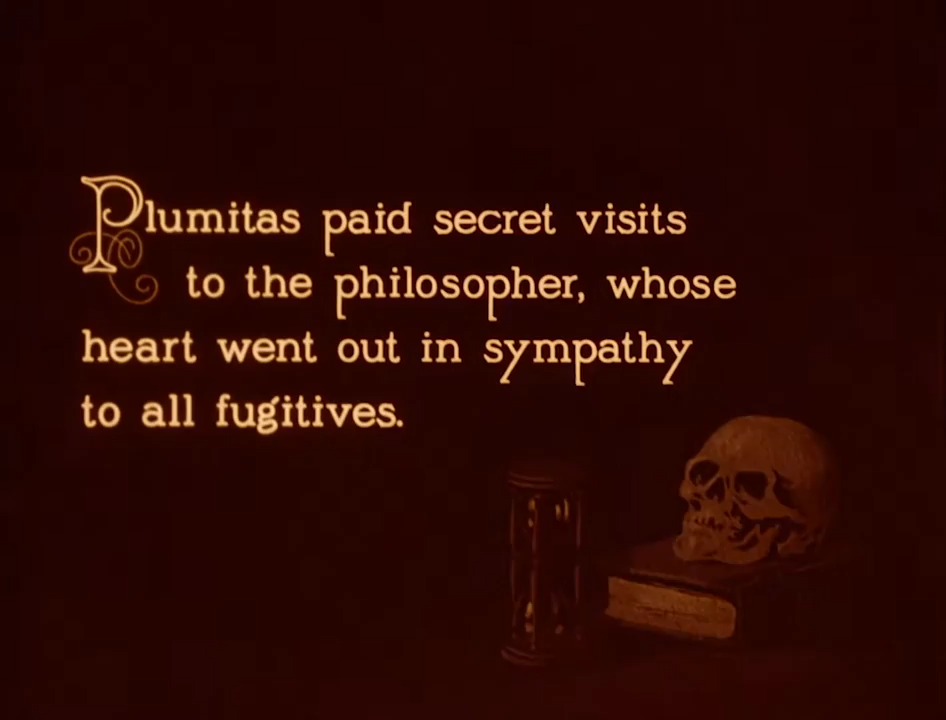 Plumitas paid secret visits
to the philosopher, whose
heart went out in sympathy
to all fugitives.